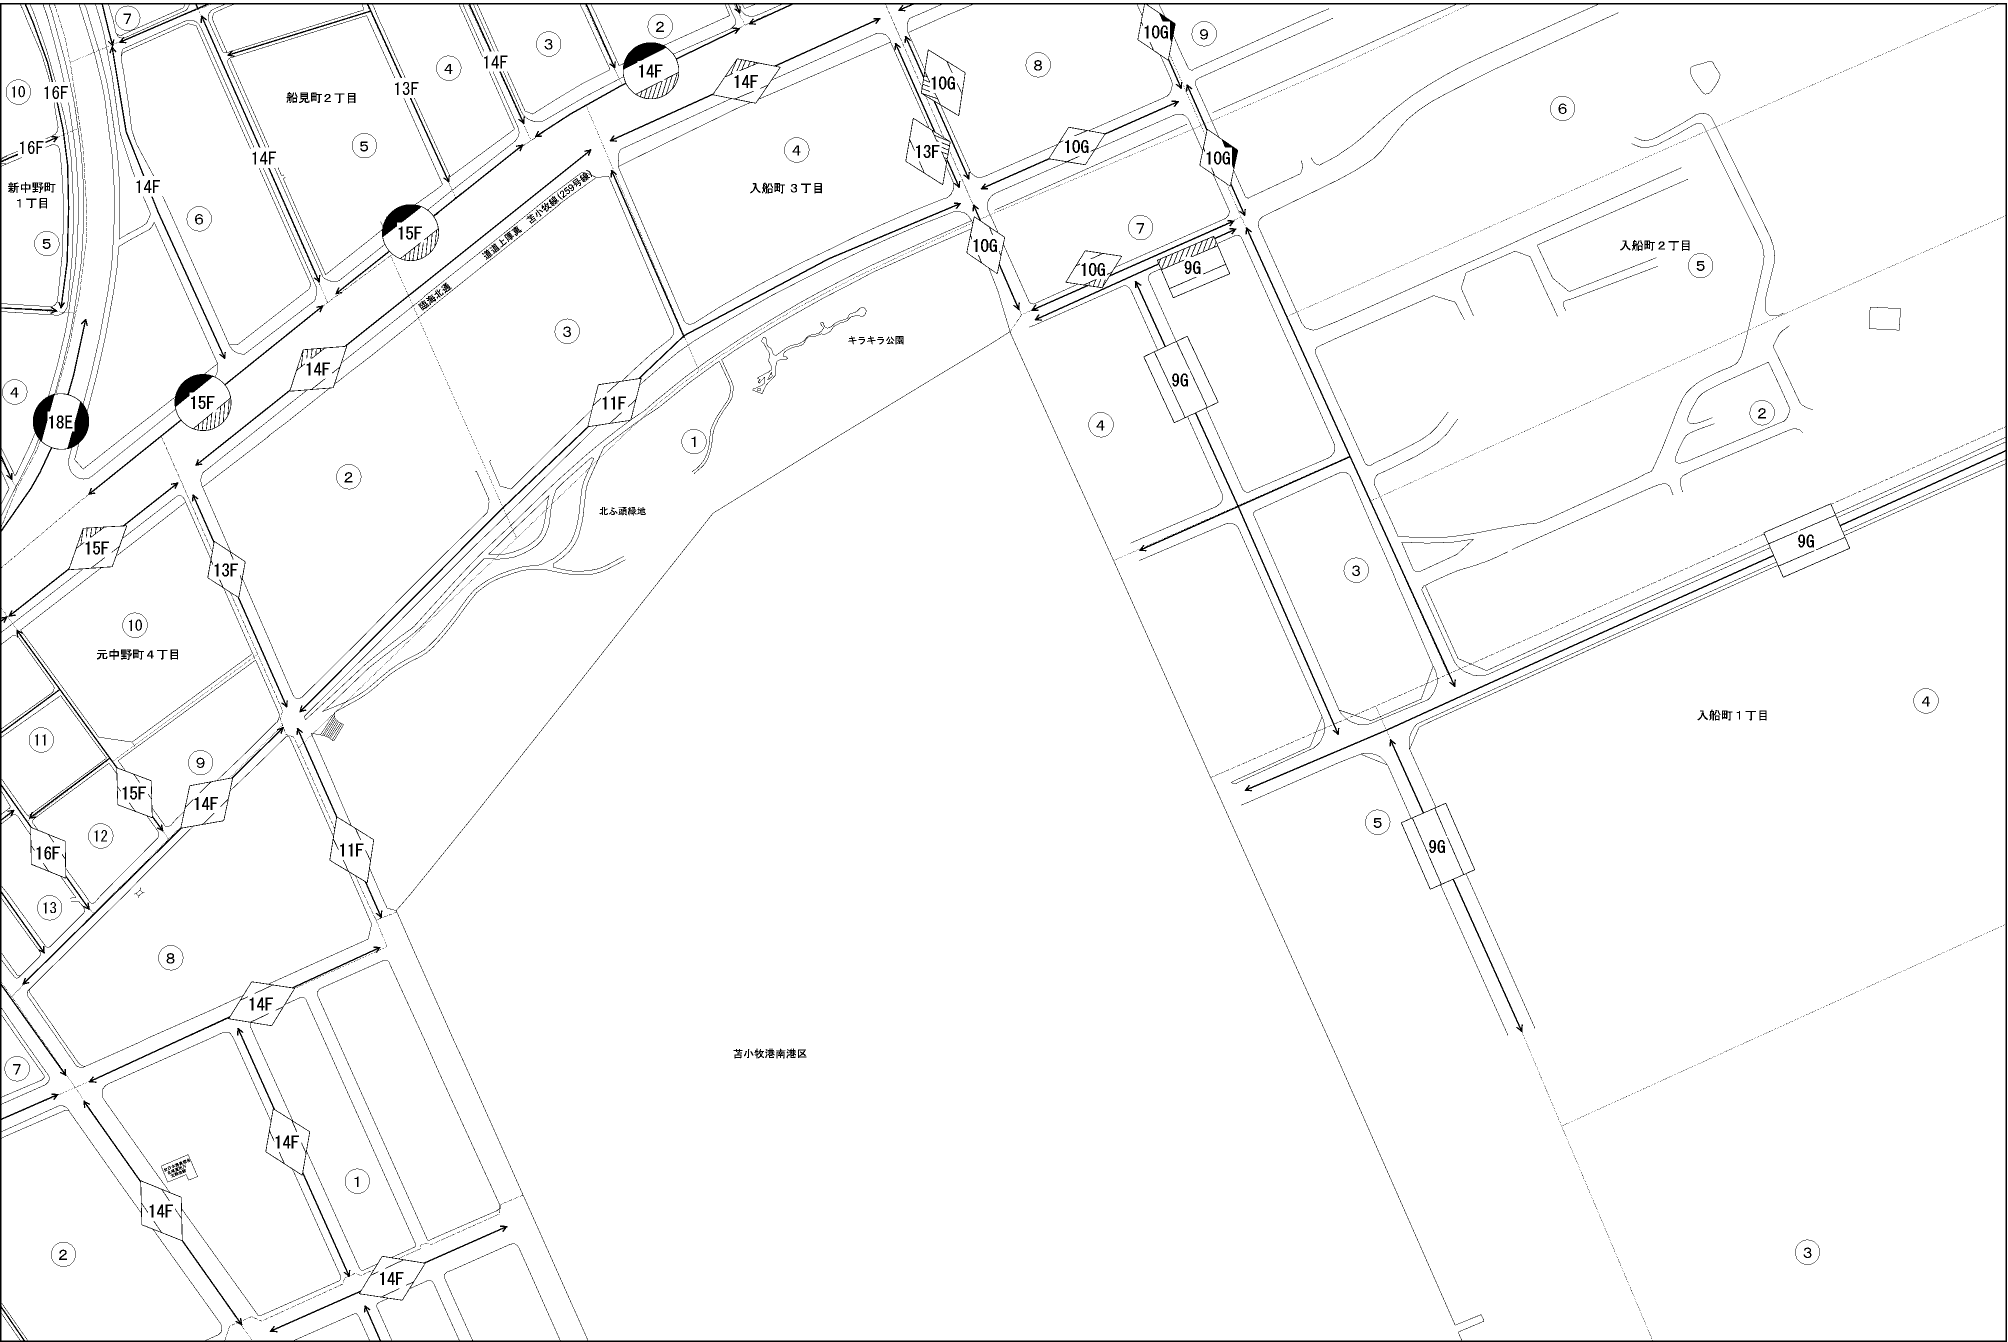 ⑦
②
③
⑨
10G
14F
14F
④
⑧
10G
14F
10G
⑩
16F
13F
船見町２丁目
⑥
⑤
④
10G
13F
10G
16F
14F
新中野町
１丁目
14F
入船町３丁目
⑥
⑤
15F
道道上厚真 苫小牧線(259号線)
10G
⑦
10G
9G
入船町２丁目
⑤
臨海北通
③
キラキラ公園
14F
④
18E
15F
11F
①
④
9G
②
②
北ふ頭緑地
15F
13F
③
9G
⑩
元中野町４丁目
④
入船町１丁目
⑪
⑨
15F
14F
⑫
16F
11F
⑤
9G
⑬
⑧
14F
苫小牧港南港区
⑦
14F
①
14F
②
14F
③